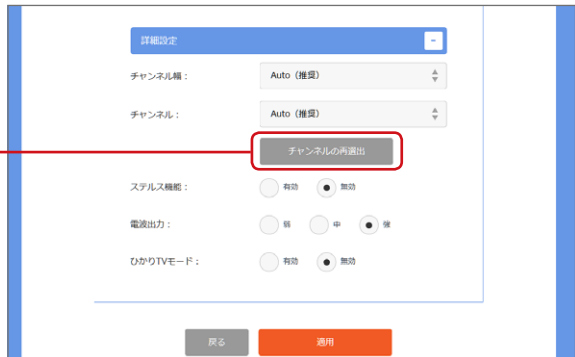 詳細設定 -
チャンネル幅： Auto（推奨）
チャンネル： Auto（推奨）
チャンネルの再選出
ステルス機能： 有効 無効
電波出力： 弱 中 強
ひかりTVモード： 有効 無効
戻る 適用